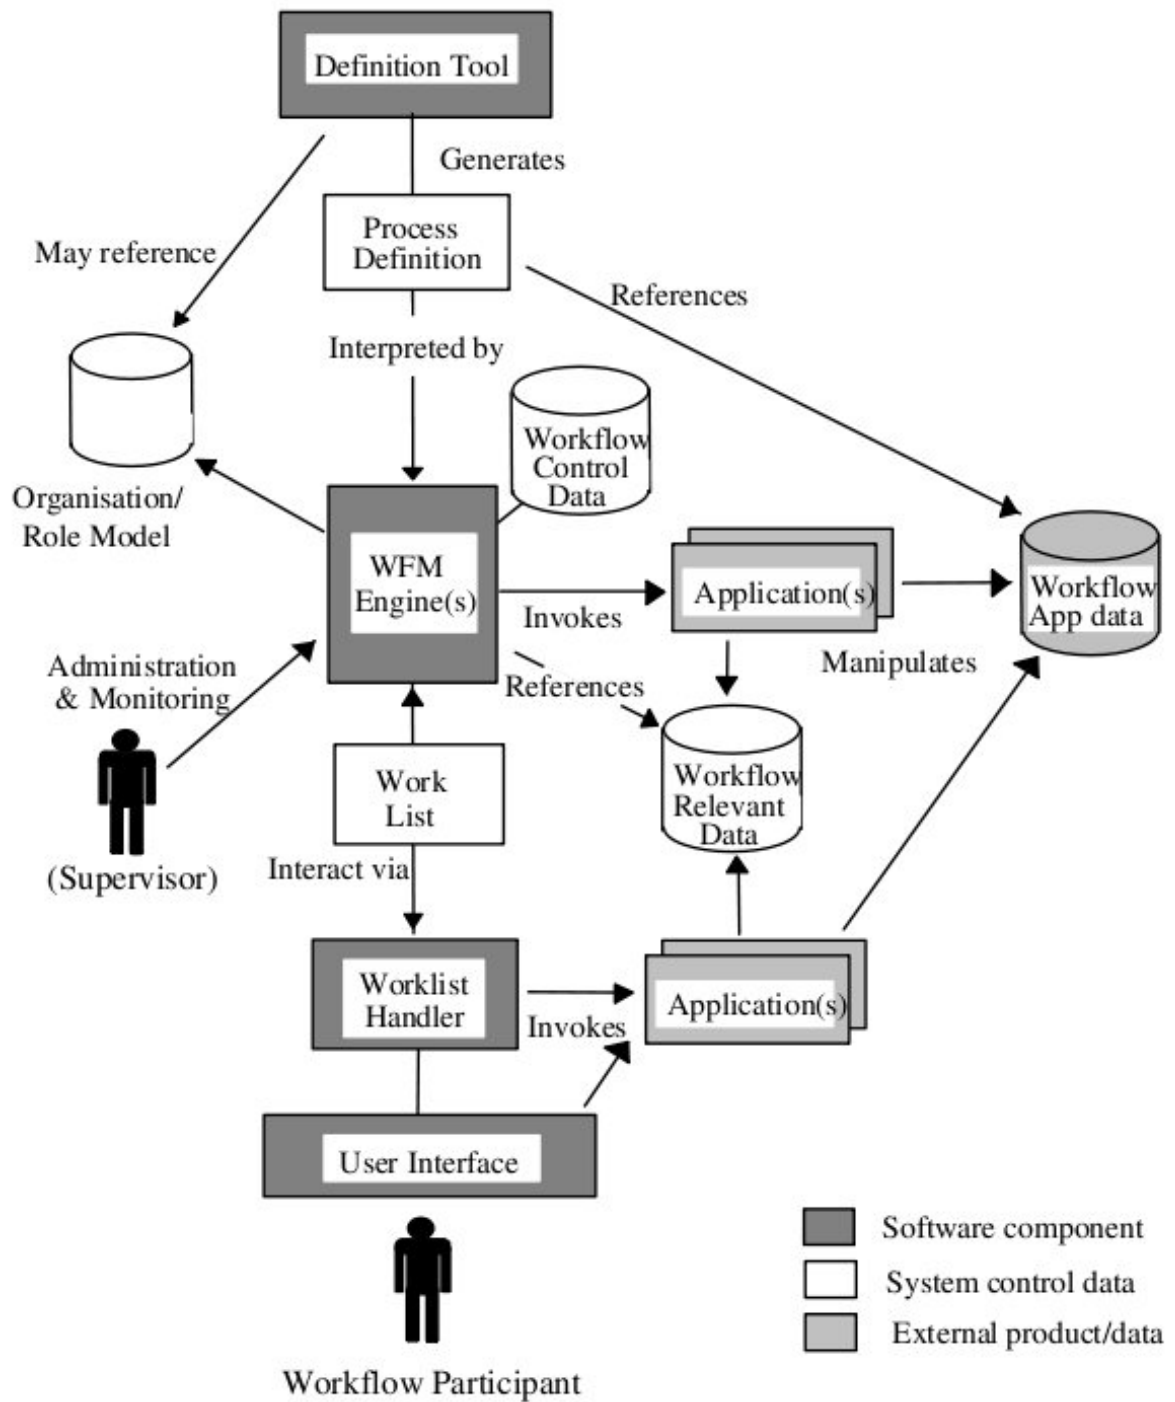 Definition Tool
Generates
Process
Definition
May reference
References
Interpreted by
Workflow
Control
Data
Organisation/
Role Model
WFM
Engine(s)
Invokes
Application(s)
Workflow
App data
Manipulates
References
Administration
& Monitoring
(Supervisor)
Work
List
Workflow
Relevant
Data
Interact via
Worklist
Handler
Invokes
Application(s)
User Interface
Software component
System control data
External product/data
Workflow Participant